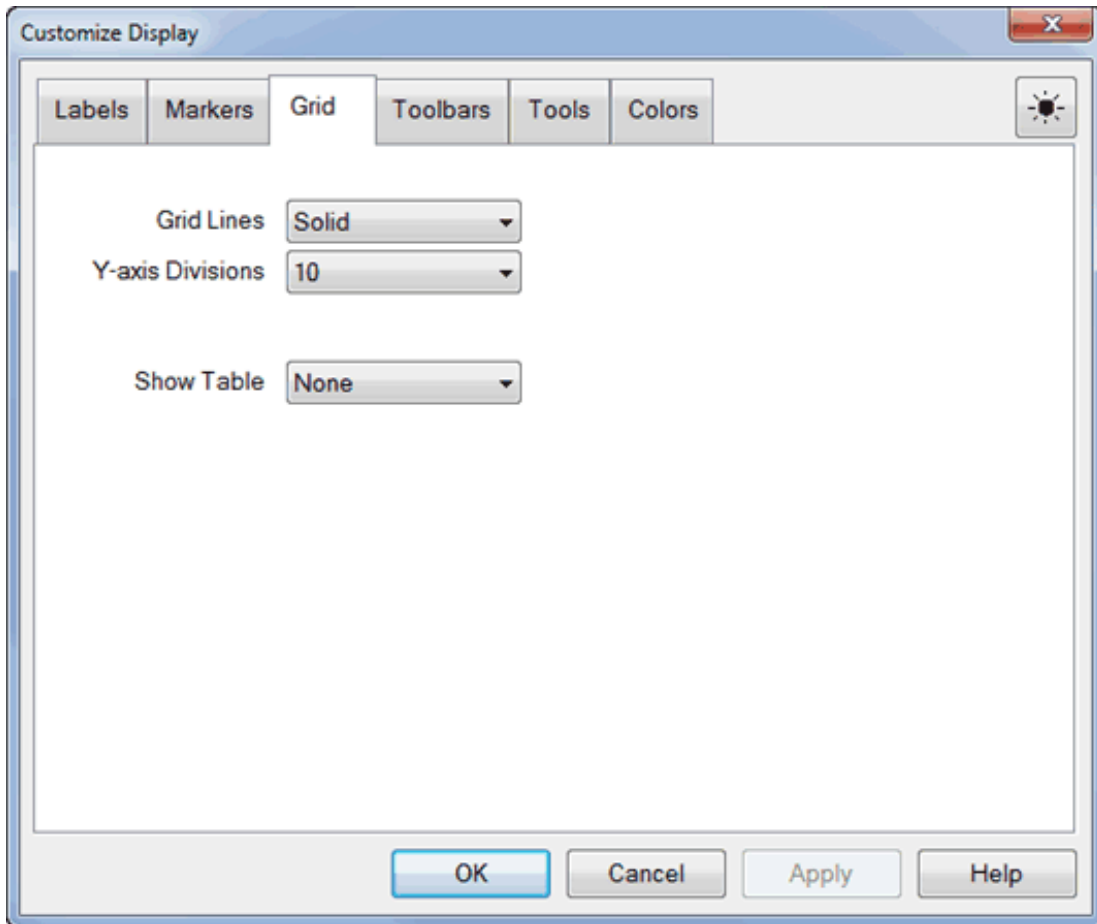 Customize Display
Labels Markers Grid Toolbars Tools Colors
Grid Lines Solid
Y-axis Divisions 10
Show Table None
OK Cancel Apply Help